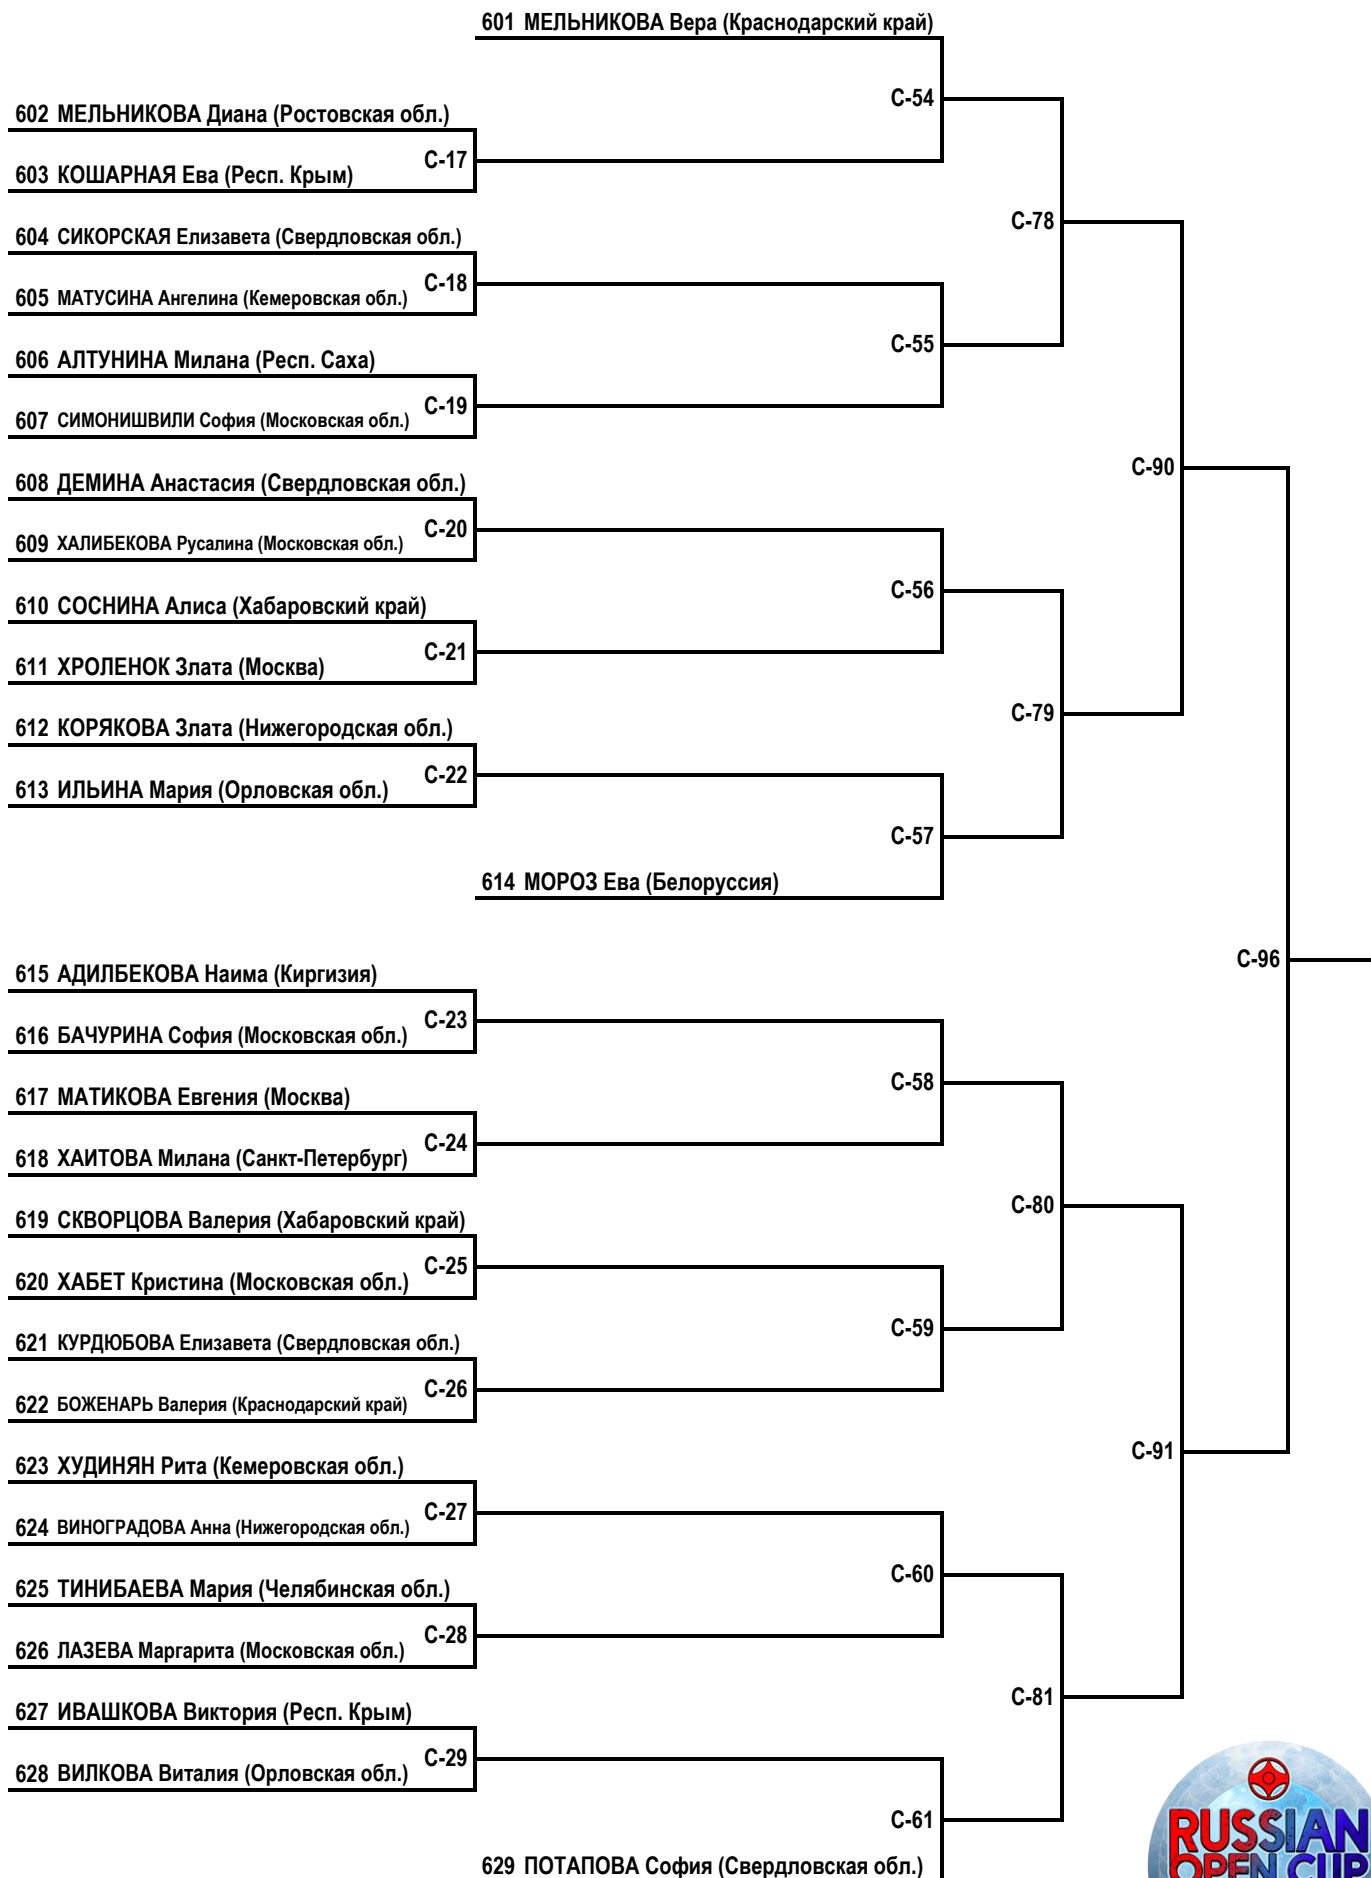 601 МЕЛЬНИКОВА Вера (Краснодарский край)
С-54
602 МЕЛЬНИКОВА Диана (Ростовская обл.)
С-17
603 КОШАРНАЯ Ева (Респ. Крым)
С-78
604 СИКОРСКАЯ Елизавета (Свердловская обл.)
С-18
605 МАТУСИНА Ангелина (Кемеровская обл.)
С-55
606 АЛТУНИНА Милана (Респ. Саха)
С-19
607 СИМОНИШВИЛИ София (Московская обл.)
С-90
608 ДЕМИНА Анастасия (Свердловская обл.)
С-20
609 ХАЛИБЕКОВА Русалина (Московская обл.)
С-56
610 СОСНИНА Алиса (Хабаровский край)
С-21
611 ХРОЛЕНОК Злата (Москва)
С-79
612 КОРЯКОВА Злата (Нижегородская обл.)
С-22
613 ИЛЬИНА Мария (Орловская обл.)
С-57
614 МОРОЗ Ева (Белоруссия)
С-96
615 АДИЛБЕКОВА Наима (Киргизия)
С-23
616 БАЧУРИНА София (Московская обл.)
С-58
617 МАТИКОВА Евгения (Москва)
С-24
618 ХАИТОВА Милана (Санкт-Петербург)
С-80
619 СКВОРЦОВА Валерия (Хабаровский край)
С-25
620 ХАБЕТ Кристина (Московская обл.)
С-59
621 КУРДЮБОВА Елизавета (Свердловская обл.)
С-26
622 БОЖЕНАРЬ Валерия (Краснодарский край)
С-91
623 ХУДИНЯН Рита (Кемеровская обл.)
С-27
624 ВИНОГРАДОВА Анна (Нижегородская обл.)
С-60
625 ТИНИБАЕВА Мария (Челябинская обл.)
С-28
626 ЛАЗЕВА Маргарита (Московская обл.)
С-81
627 ИВАШКОВА Виктория (Респ. Крым)
С-29
628 ВИЛКОВА Виталия (Орловская обл.)
С-61
629 ПОТАПОВА София (Свердловская обл.)
RUSSIAN
OPEN CUP